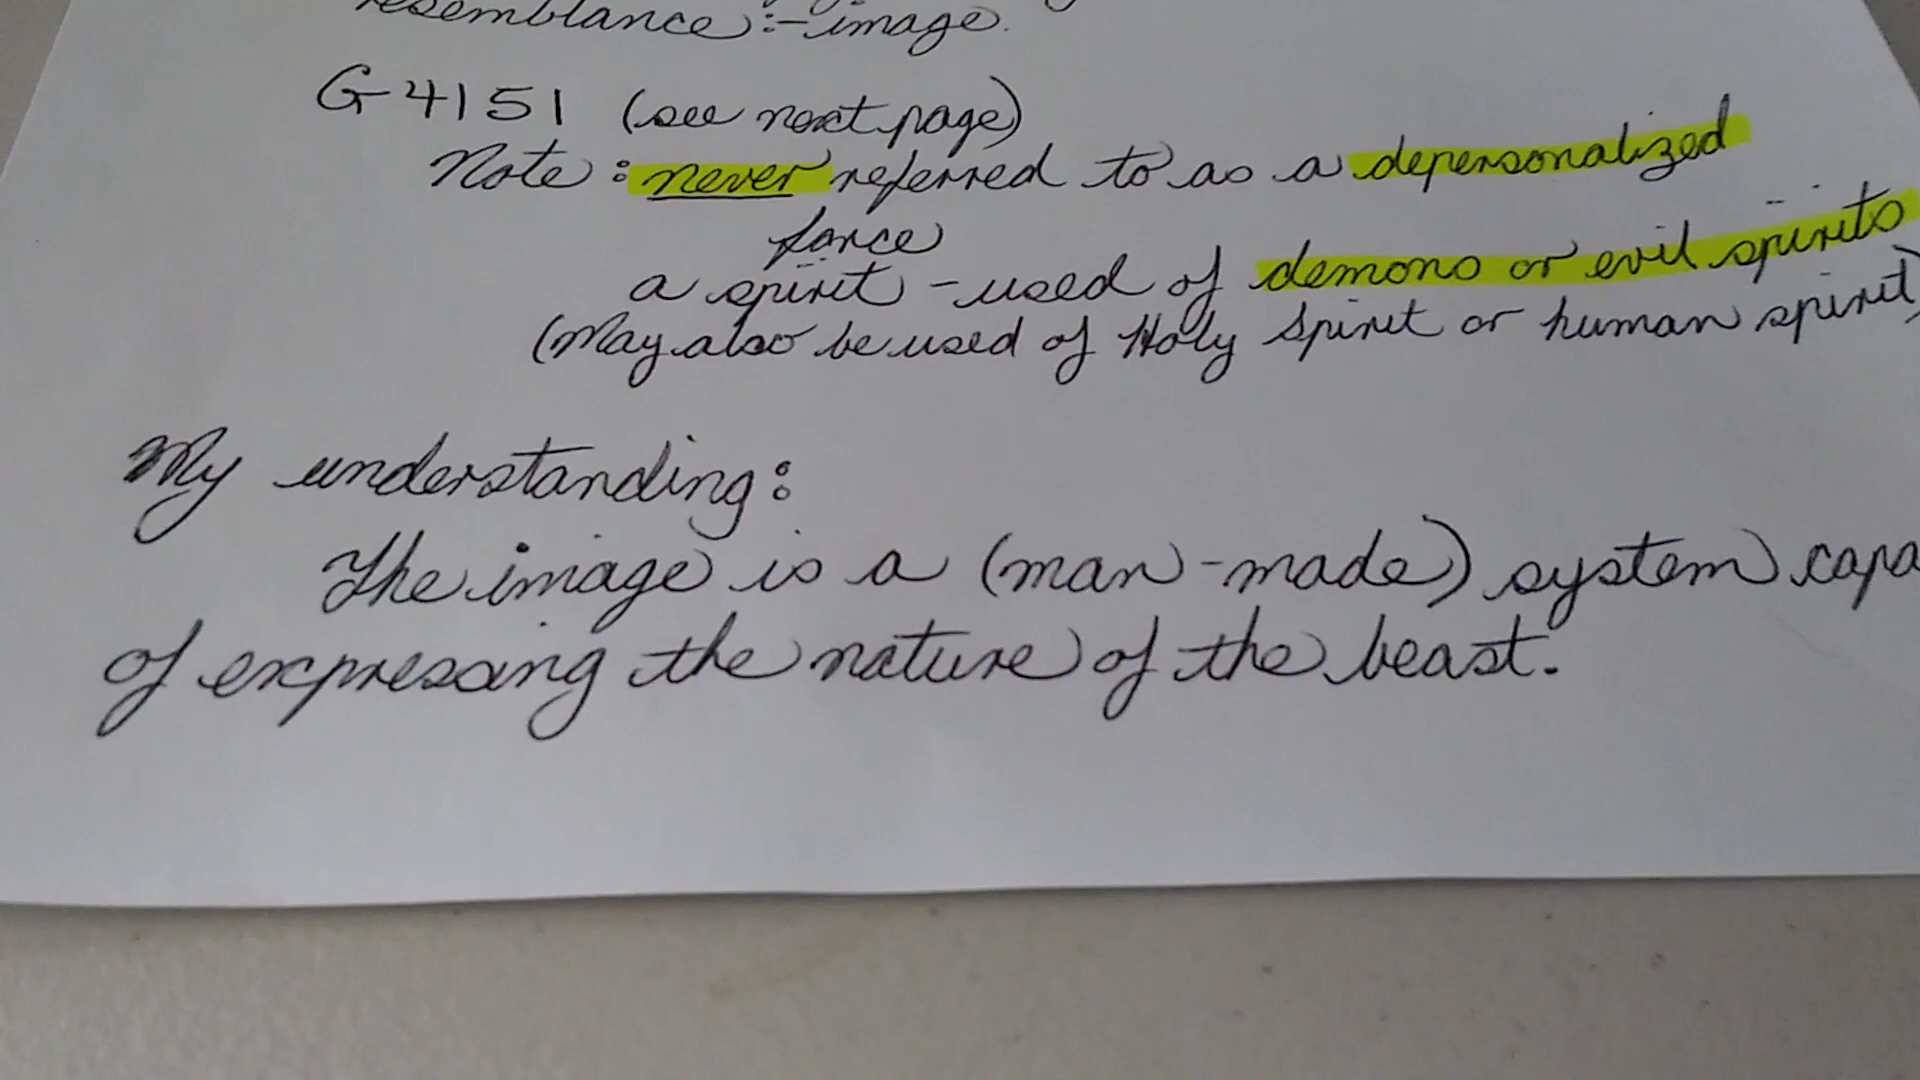 resemblance:-image.
G4151 (see next page)
Note: never referred to as a depersonalized
force
a spirit - used of demons or evil spirits
(May also be used of Holy Spirit or human spirit)
My understanding:
The image is a (man-made) system capa
of expressing the nature of the beast.